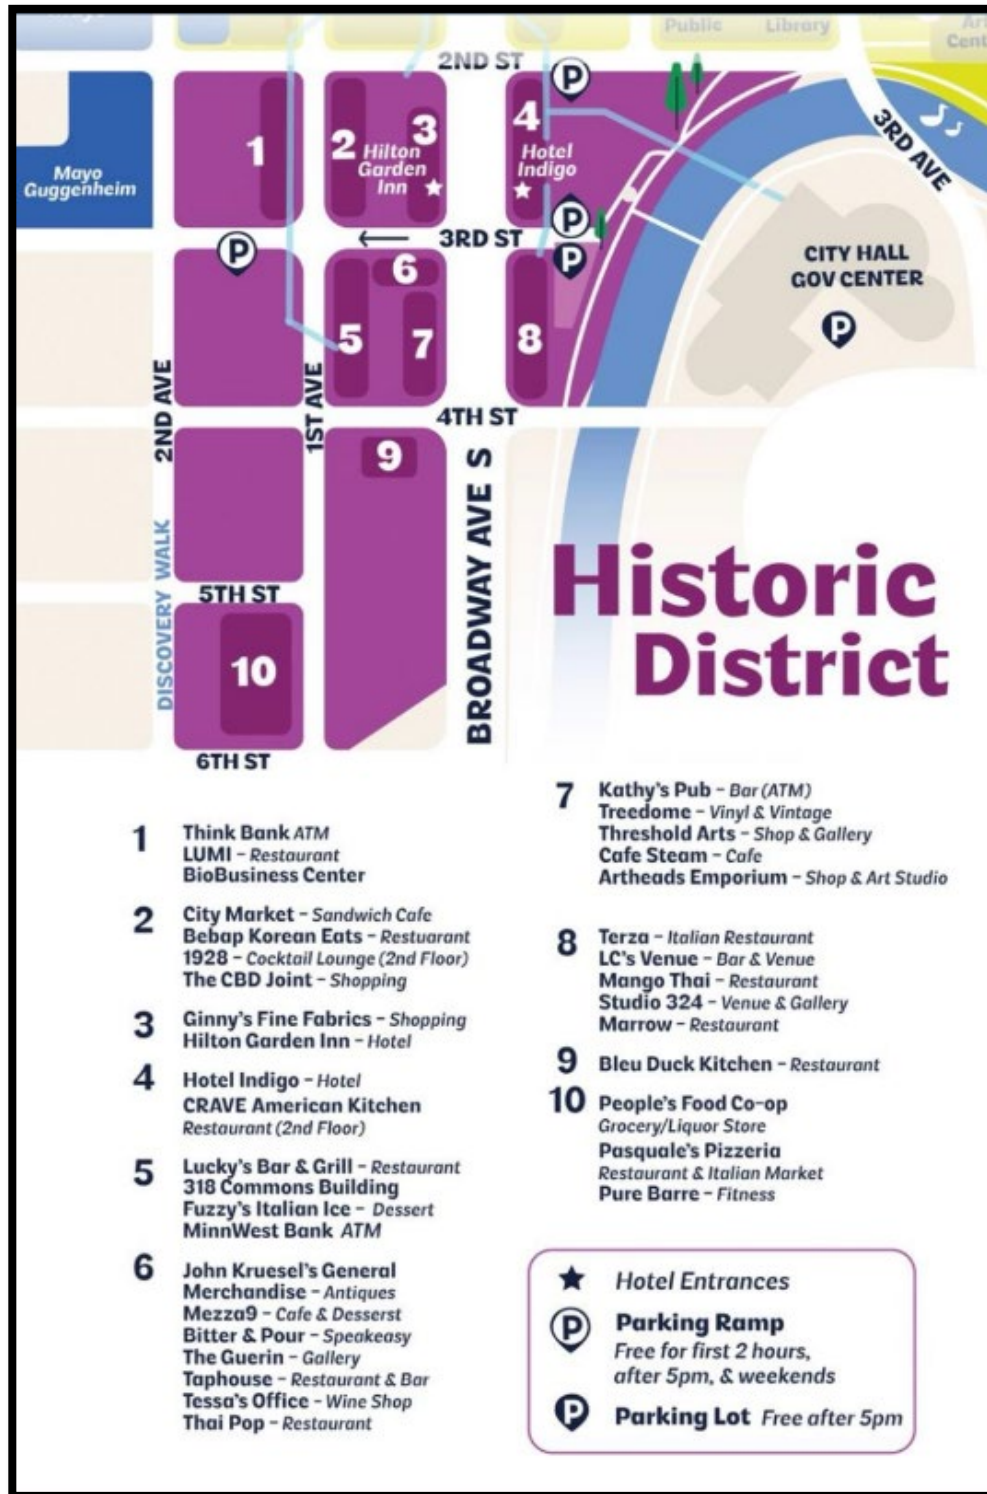 Public Library
Art
Cent
2ND ST
P
1
2
3
4
Hilton
Garden
Inn
Hotel
Indigo
Mayo
Guggenheim
3RD AVE
P
P
3RD ST
P
6
CITY HALL
GOV CENTER
P
5
7
8
2ND AVE
1ST AVE
4TH ST
9
BROADWAY AVE S
DISCOVERY WALK
5TH ST
10
6TH ST
Historic
District
1 Think Bank ATM
LUMI – Restaurant
BioBusiness Center
2 City Market – Sandwich Cafe
Bebap Korean Eats – Restuarant
1928 – Cocktail Lounge (2nd Floor)
The CBD Joint – Shopping
3 Ginny's Fine Fabrics – Shopping
Hilton Garden Inn – Hotel
4 Hotel Indigo – Hotel
CRAVE American Kitchen
Restaurant (2nd Floor)
5 Lucky's Bar & Grill – Restaurant
318 Commons Building
Fuzzy's Italian Ice – Dessert
MinnWest Bank ATM
6 John Kruesel's General
Merchandise – Antiques
Mezza9 – Cafe & Desserst
Bitter & Pour – Speakeasy
The Guerin – Gallery
Taphouse – Restaurant & Bar
Tessa's Office – Wine Shop
Thai Pop – Restaurant
7 Kathy's Pub – Bar (ATM)
Treedome – Vinyl & Vintage
Threshold Arts – Shop & Gallery
Cafe Steam – Cafe
Artheads Emporium – Shop & Art Studio
8 Terza – Italian Restaurant
LC's Venue – Bar & Venue
Mango Thai – Restaurant
Studio 324 – Venue & Gallery
Marrow – Restaurant
9 Bleu Duck Kitchen – Restaurant
10 People's Food Co-op
Grocery/Liquor Store
Pasquale's Pizzeria
Restaurant & Italian Market
Pure Barre – Fitness
Hotel Entrances
P Parking Ramp
Free for first 2 hours,
after 5pm, & weekends
P Parking Lot Free after 5pm